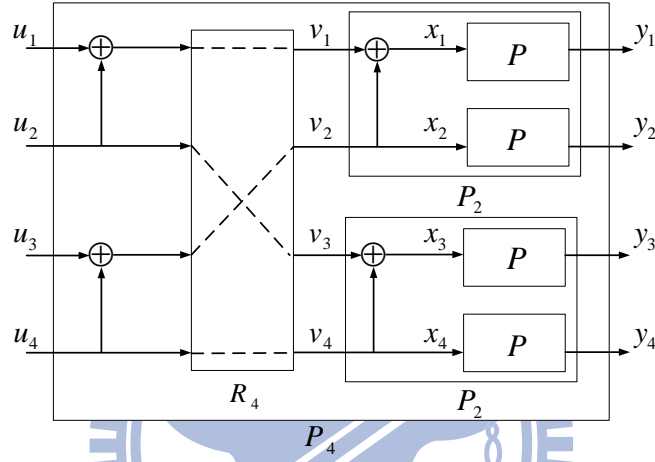 u₁ v₁ x₁ P y₁
u₂ v₂ x₂ P y₂
P₂
u₃ v₃ x₃ P y₃
u₄ v₄ x₄ P y₄
R₄ P₂
P₄